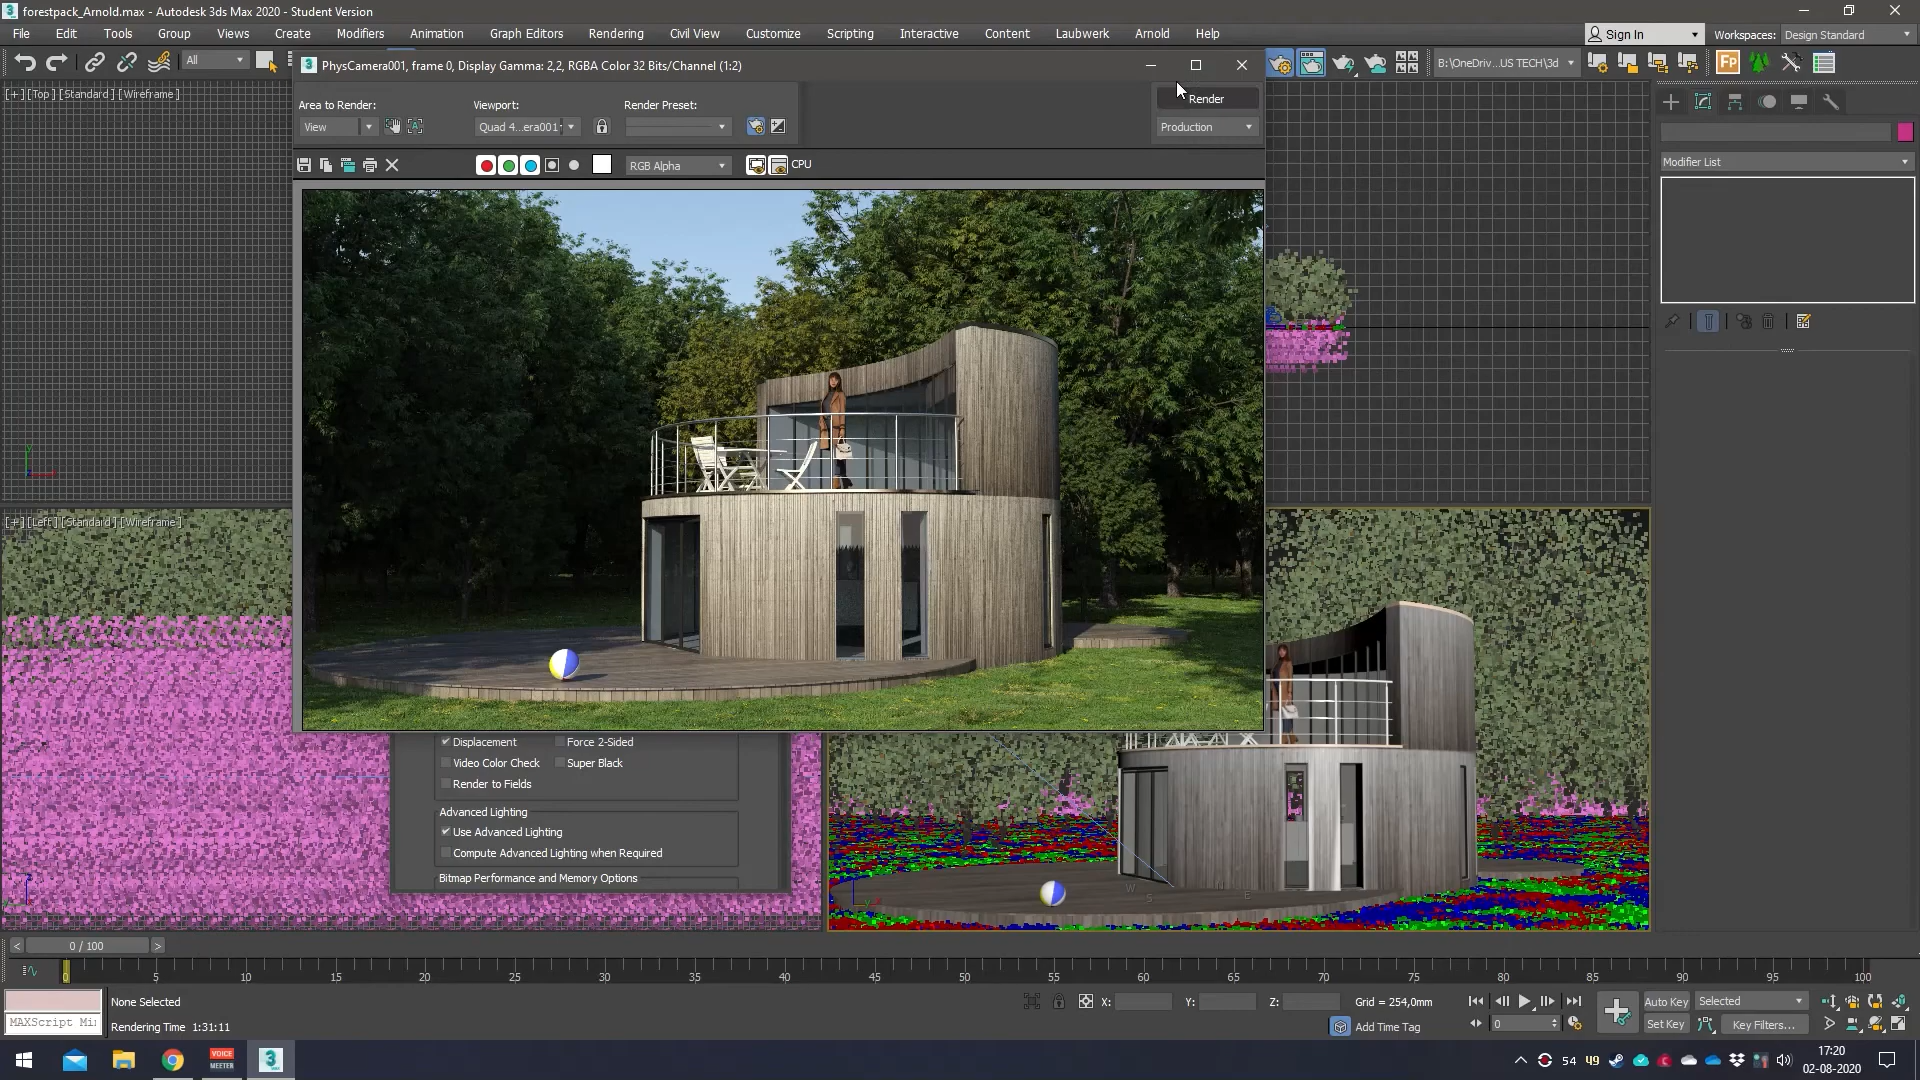 forestpack_Arnold.max - Autodesk 3ds Max 2020 - Student Version
File Edit Tools Group Views Create Modifiers Animation Graph Editors Rendering Civil View Customize Scripting Interactive Content Laubwerk Arnold Help
Sign In Workspaces: Design Standard
All
B:\OneDriv...US TECH\3d
FP
PhysCamera001, frame 0, Display Gamma: 2,2, RGBA Color 32 Bits/Channel (1:2)
[+] [Top] [Standard] [Wireframe]
Area to Render: Viewport: Render Preset: Render
View Quad 4...era001 Production
Modifier List
RGB Alpha CPU
[+] [Left] [Standard] [Wireframe]
Displacement Force 2-Sided
Video Color Check Super Black
Render to Fields
Advanced Lighting
Use Advanced Lighting
Compute Advanced Lighting when Required
Bitmap Performance and Memory Options
W S E
< 0 / 100 >
0 5 10 15 20 25 30 35 40 45 50 55 60 65 70 75 80 85 90 95 100
None Selected X: Y: Z: Grid = 254,0mm Auto Key Selected
MAXScript Mi
Rendering Time 1:31:11 Add Time Tag 0 Set Key Key Filters...
VOICE MEETER
54 49
17:20
02-08-2020